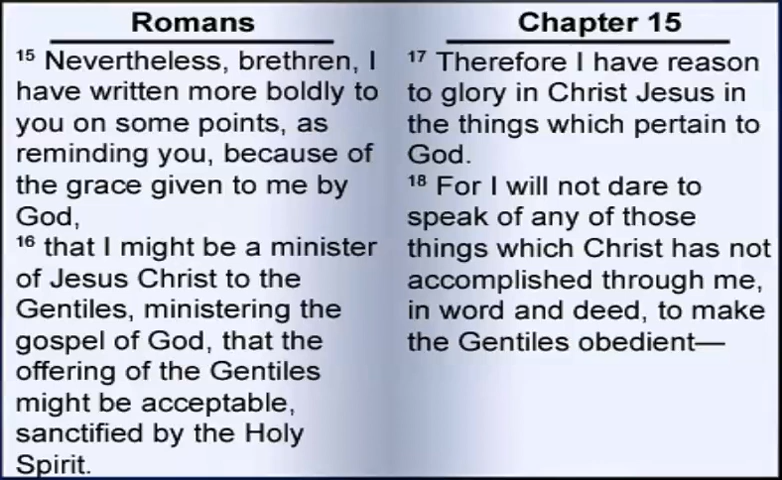 Romans
¹⁵ Nevertheless, brethren, I
have written more boldly to
you on some points, as
reminding you, because of
the grace given to me by
God,
¹⁶ that I might be a minister
of Jesus Christ to the
Gentiles, ministering the
gospel of God, that the
offering of the Gentiles
might be acceptable,
sanctified by the Holy
Spirit.
Chapter 15
¹⁷ Therefore I have reason
to glory in Christ Jesus in
the things which pertain to
God.
¹⁸ For I will not dare to
speak of any of those
things which Christ has not
accomplished through me,
in word and deed, to make
the Gentiles obedient—